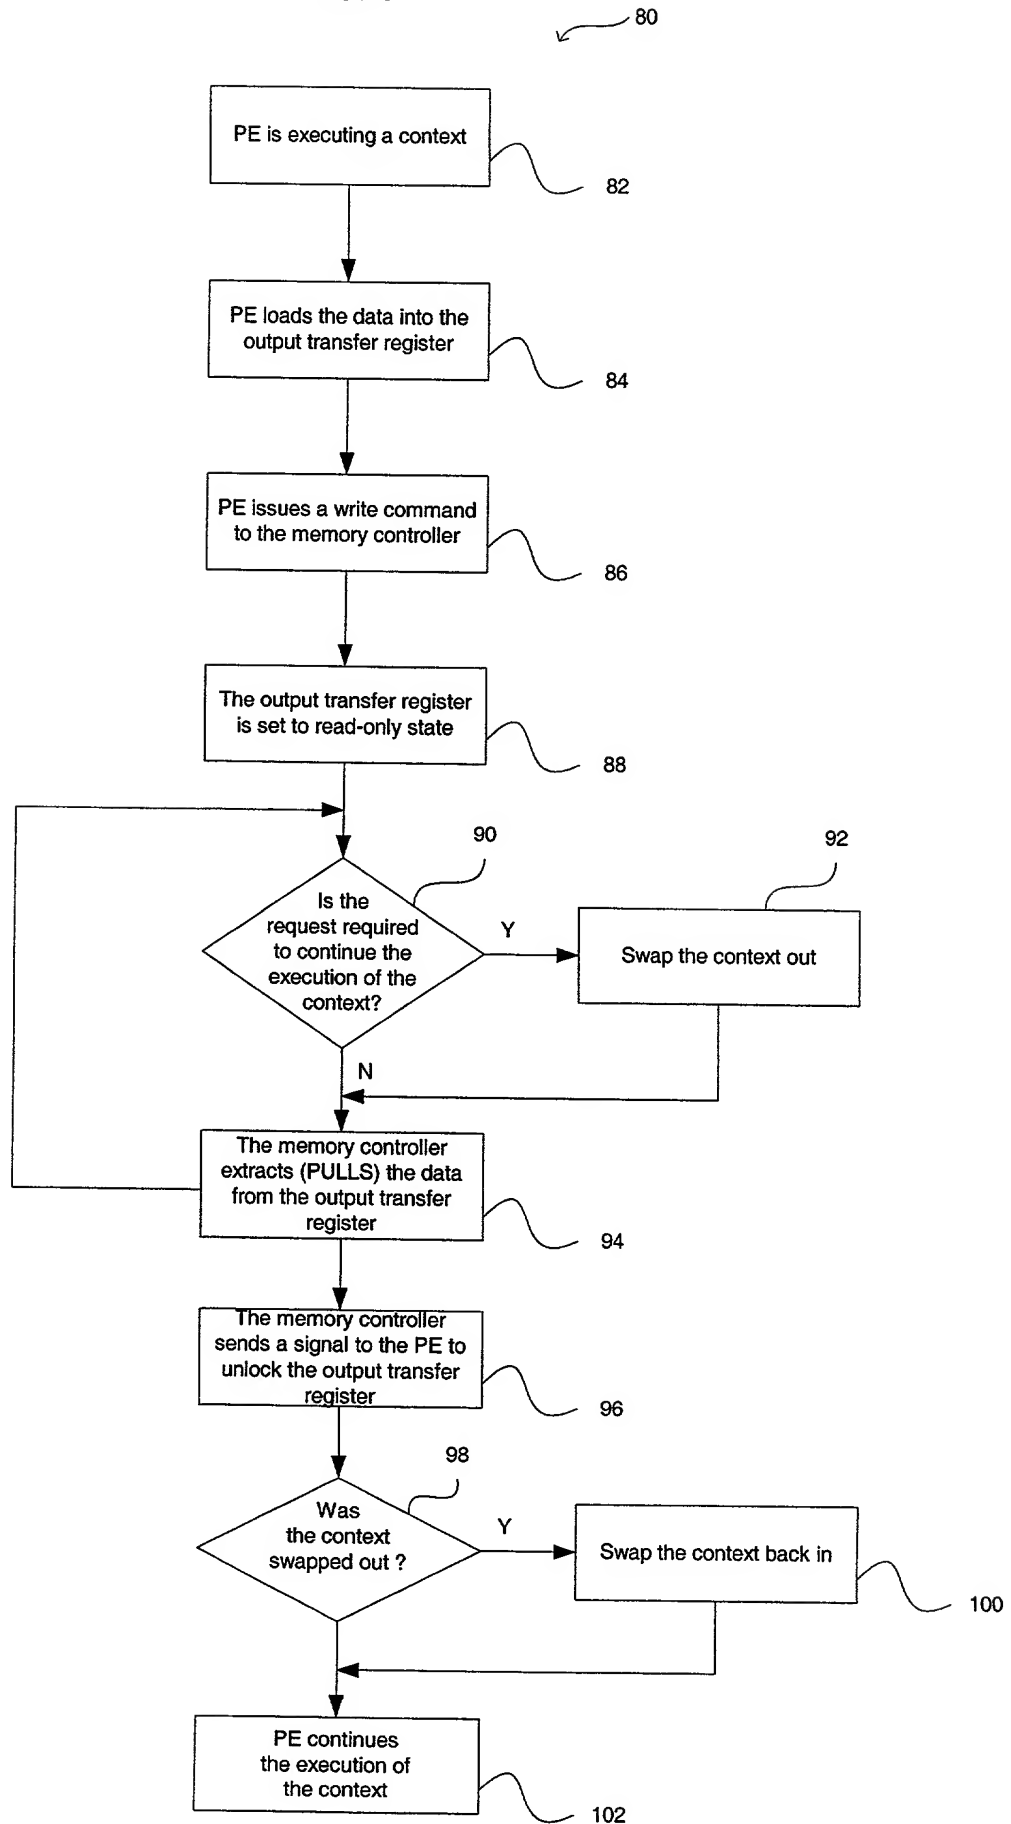 80
PE is executing a context
82
PE loads the data into the
output transfer register
84
PE issues a write command
to the memory controller
86
The output transfer register
is set to read-only state
88
90
92
Is the
request required
to continue the
execution of the
context?
Y
Swap the context out
N
The memory controller
extracts (PULLS) the data
from the output transfer
register
94
The memory controller
sends a signal to the PE to
unlock the output transfer
register
96
98
Was
the context
swapped out ?
Y
Swap the context back in
100
PE continues
the execution of
the context
102